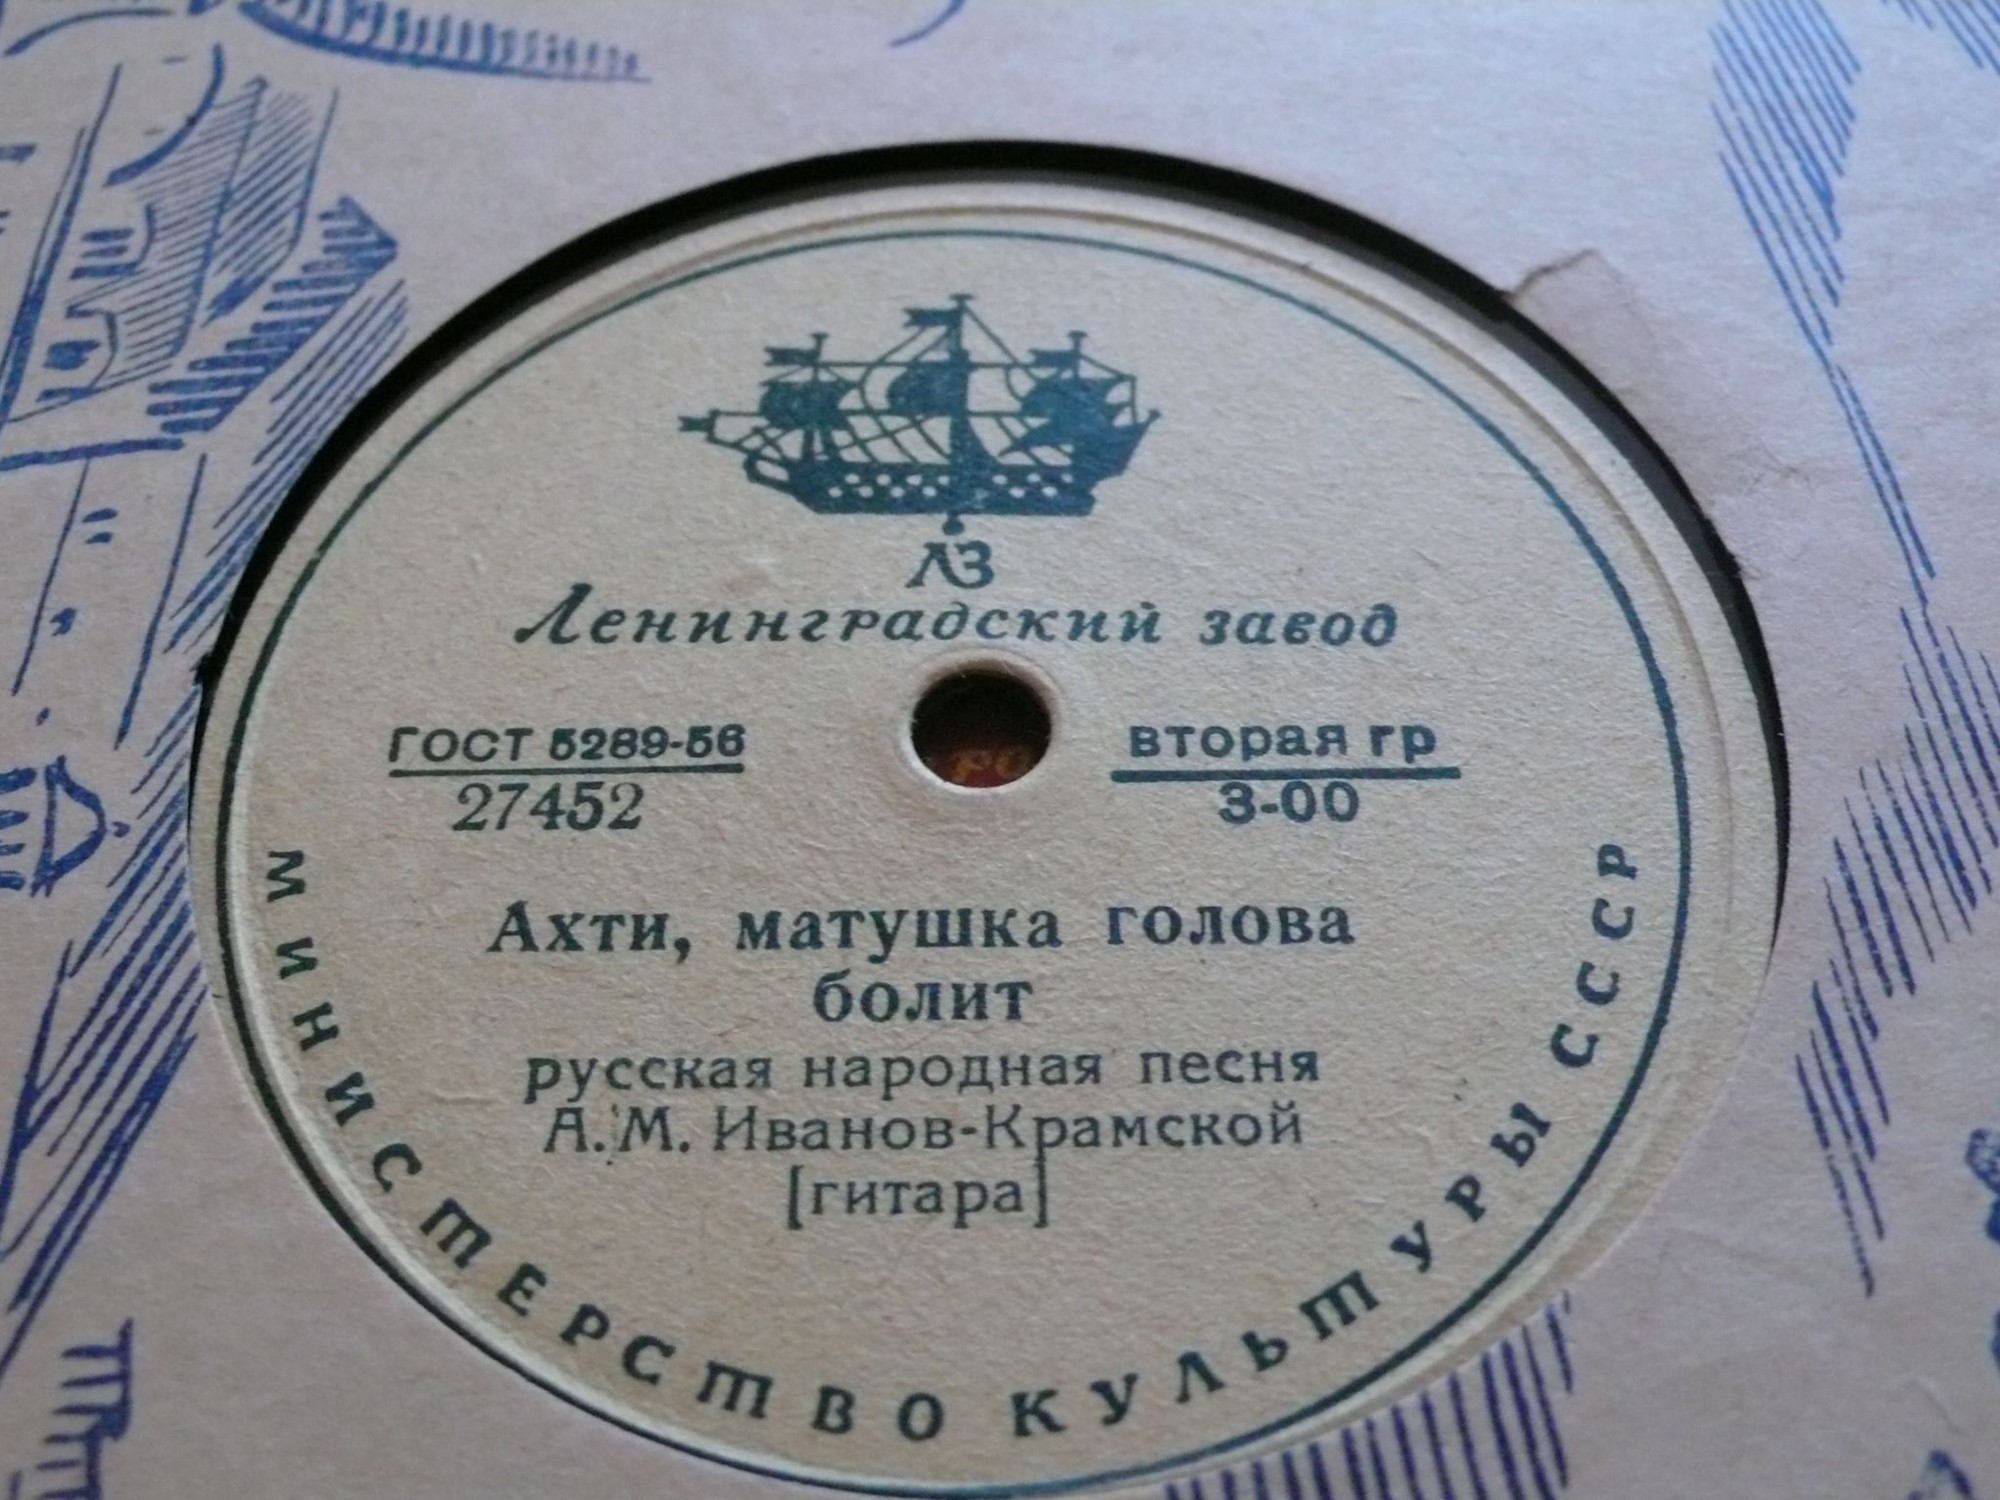 ЛЗ
Ленинградский завод
ГОСТ 5289-56
27452
вторая гр
3-00
Ахти, матушка голова
болит
русская народная песня
А. М. Иванов-Крамской
[гитара]
МИНИСТЕРСТВО КУЛЬТУРЫ СССР